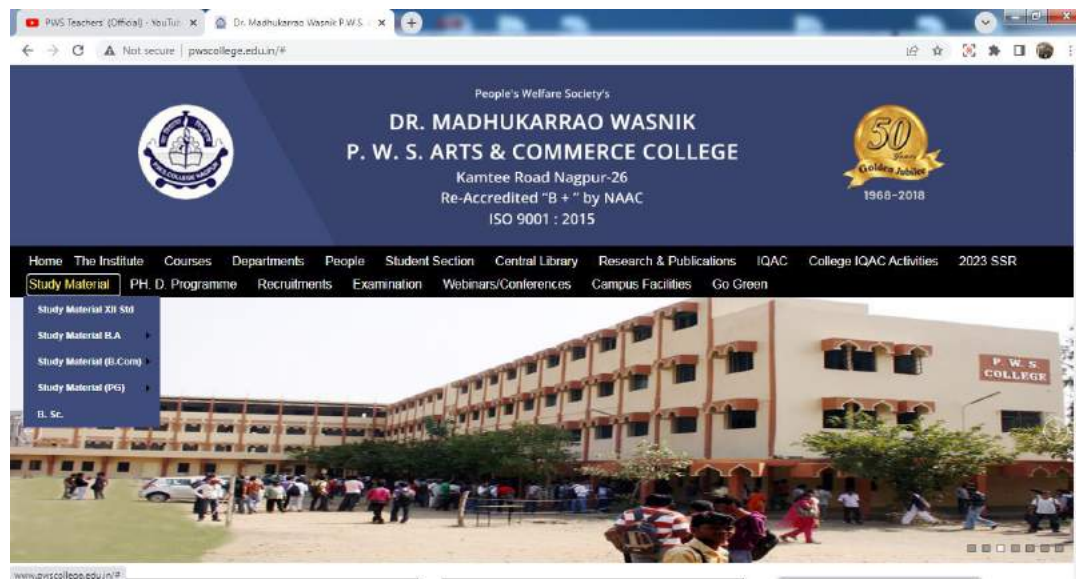 PWS Teachers' (Official) - YouTub
Dr. Madhukarrao Wasnik P.W.S.
Not secure | pwscollege.edu.in/#
People's Welfare Society's
DR. MADHUKARRAO WASNIK
P. W. S. ARTS & COMMERCE COLLEGE
Kamtee Road Nagpur-26
Re-Accredited "B +" by NAAC
ISO 9001 : 2015
50
Years
Golden Jubilee
1968-2018
PWS COLLEGE NAGPUR
Home The Institute Courses Departments People Student Section Central Library Research & Publications IQAC College IQAC Activities 2023 SSR
Study Material PH. D. Programme Recruitments Examination Webinars/Conferences Campus Facilities Go Green
Study Material XII Std
Study Material B.A
Study Material (B.Com)
Study Material (PG)
B. Sc.
P. W. S.
COLLEGE
www.pwscollege.edu.in/#